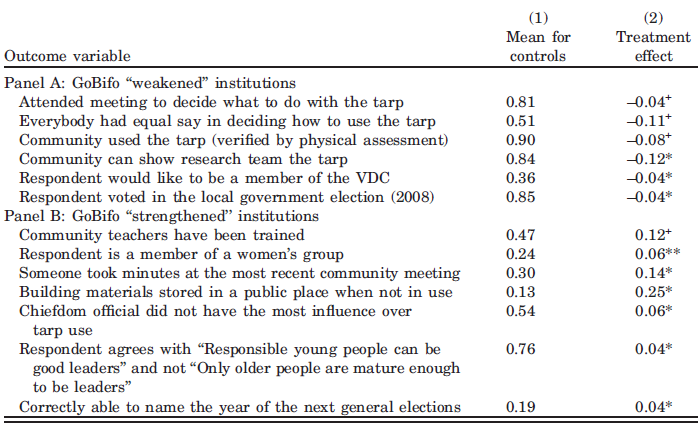 (1) (2)
Mean for Treatment
Outcome variable controls effect
Panel A: GoBifo “weakened” institutions
Attended meeting to decide what to do with the tarp 0.81 –0.04+
Everybody had equal say in deciding how to use the tarp 0.51 –0.11+
Community used the tarp (verified by physical assessment) 0.90 –0.08+
Community can show research team the tarp 0.84 –0.12*
Respondent would like to be a member of the VDC 0.36 –0.04*
Respondent voted in the local government election (2008) 0.85 –0.04*
Panel B: GoBifo “strengthened” institutions
Community teachers have been trained 0.47 0.12+
Respondent is a member of a women’s group 0.24 0.06**
Someone took minutes at the most recent community meeting 0.30 0.14*
Building materials stored in a public place when not in use 0.13 0.25*
Chiefdom official did not have the most influence over 0.54 0.06*
tarp use
Respondent agrees with “Responsible young people can be 0.76 0.04*
good leaders” and not “Only older people are mature enough
to be leaders”
Correctly able to name the year of the next general elections 0.19 0.04*